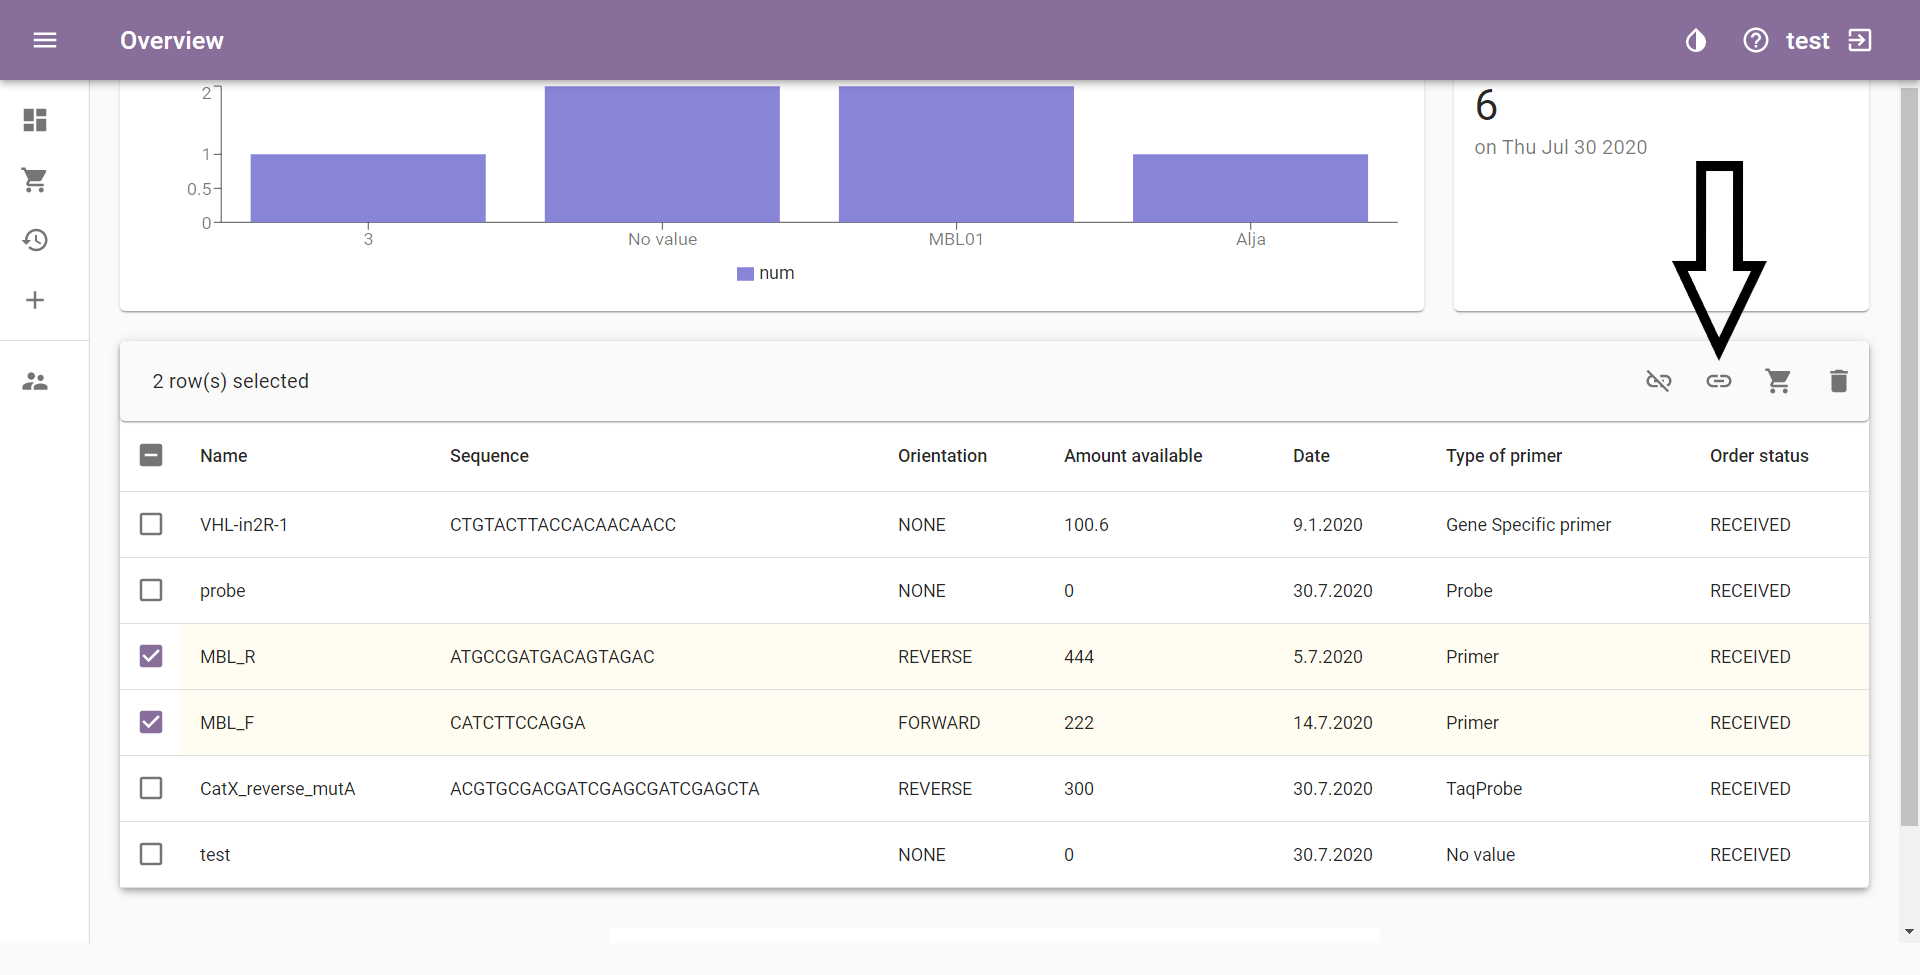 Overview
test
2
1
0.5
0
3 No value MBL01 Alja
num
6
on Thu Jul 30 2020
2 row(s) selected
Name Sequence Orientation Amount available Date Type of primer Order status
VHL-in2R-1 CTGTACTTACCACAACAACC NONE 100.6 9.1.2020 Gene Specific primer RECEIVED
probe NONE 0 30.7.2020 Probe RECEIVED
MBL_R ATGCCGATGACAGTAGAC REVERSE 444 5.7.2020 Primer RECEIVED
MBL_F CATCTTCCAGGA FORWARD 222 14.7.2020 Primer RECEIVED
CatX_reverse_mutA ACGTGCGACGATCGAGCGATCGAGCTA REVERSE 300 30.7.2020 TaqProbe RECEIVED
test NONE 0 30.7.2020 No value RECEIVED